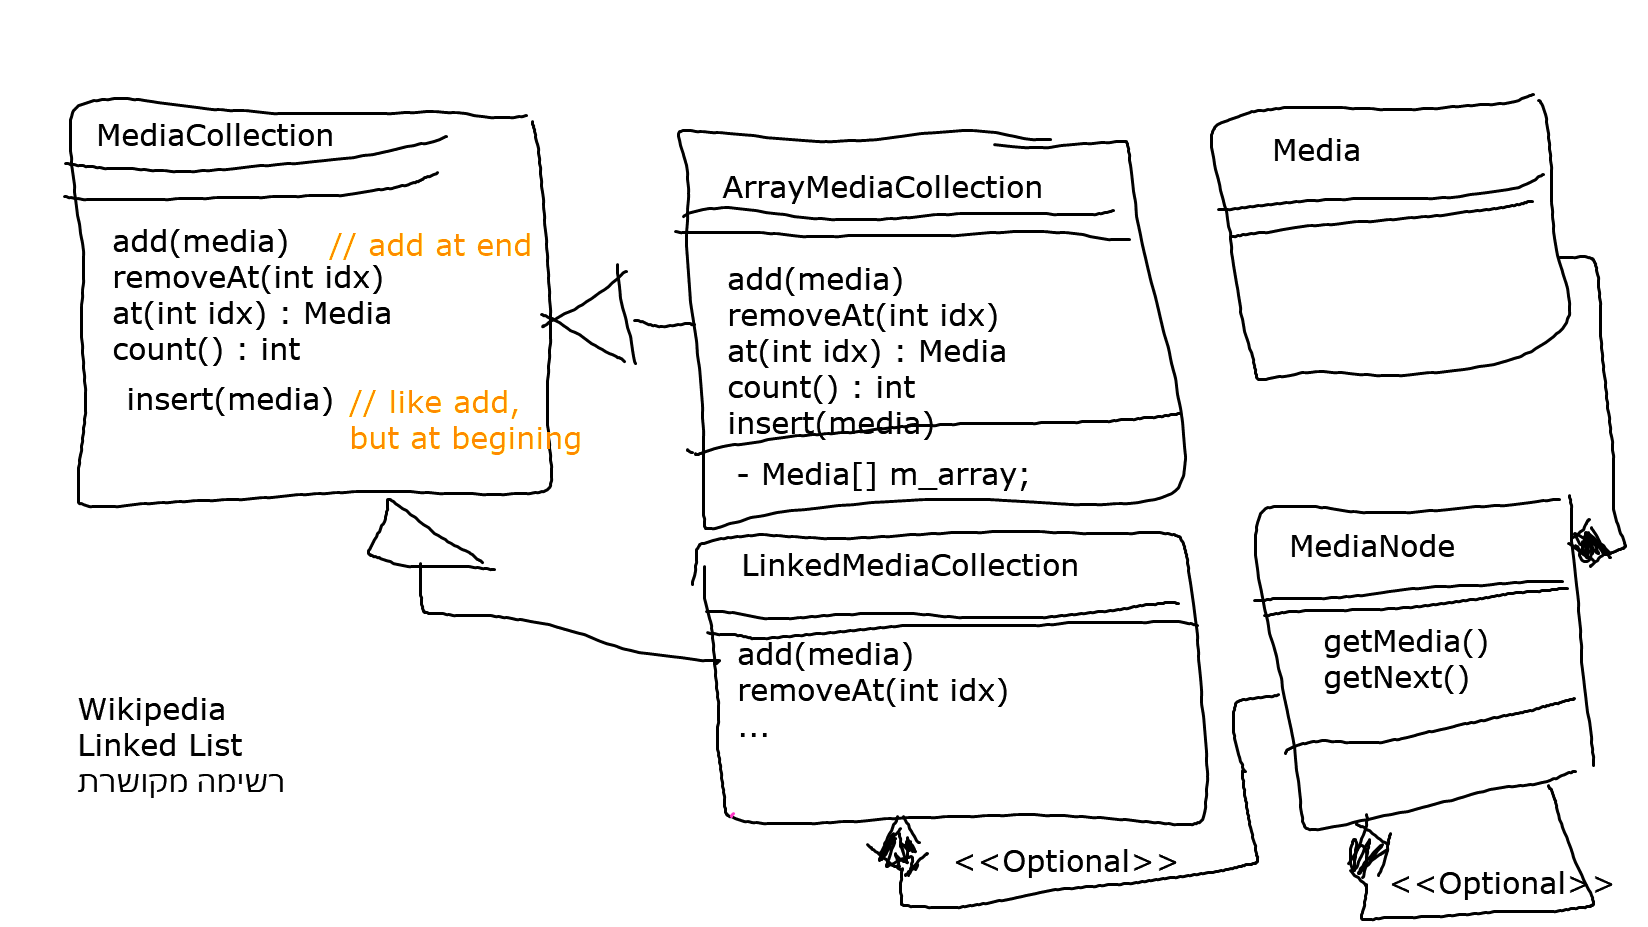 MediaCollection
add(media) // add at end
removeAt(int idx)
at(int idx) : Media
count() : int
insert(media) // like add,
but at begining
ArrayMediaCollection
add(media)
removeAt(int idx)
at(int idx) : Media
count() : int
insert(media)
- Media[] m_array;
Media
LinkedMediaCollection
add(media)
removeAt(int idx)
...
<<Optional>>
MediaNode
getMedia()
getNext()
<<Optional>>
Wikipedia
Linked List
רשימה מקושרת